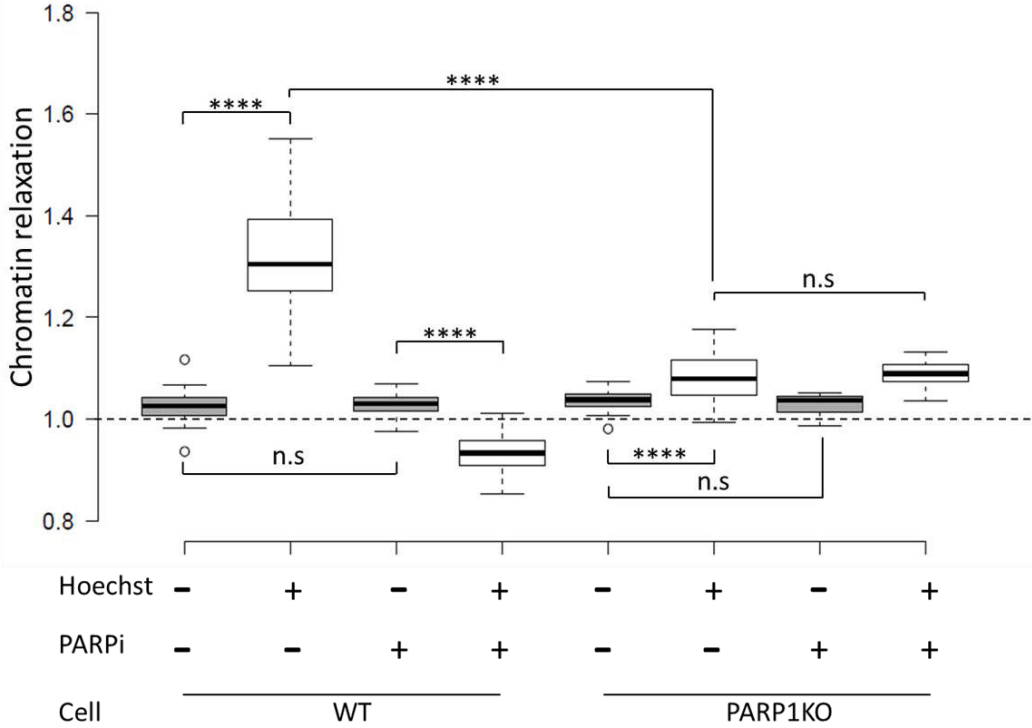 Chromatin relaxation
1.8
1.6
1.4
1.2
1.0
0.8
****
****
****
n.s
n.s
****
n.s
Hoechst - + - + - + - +
PARPi - - + + - - + +
Cell WT PARP1KO